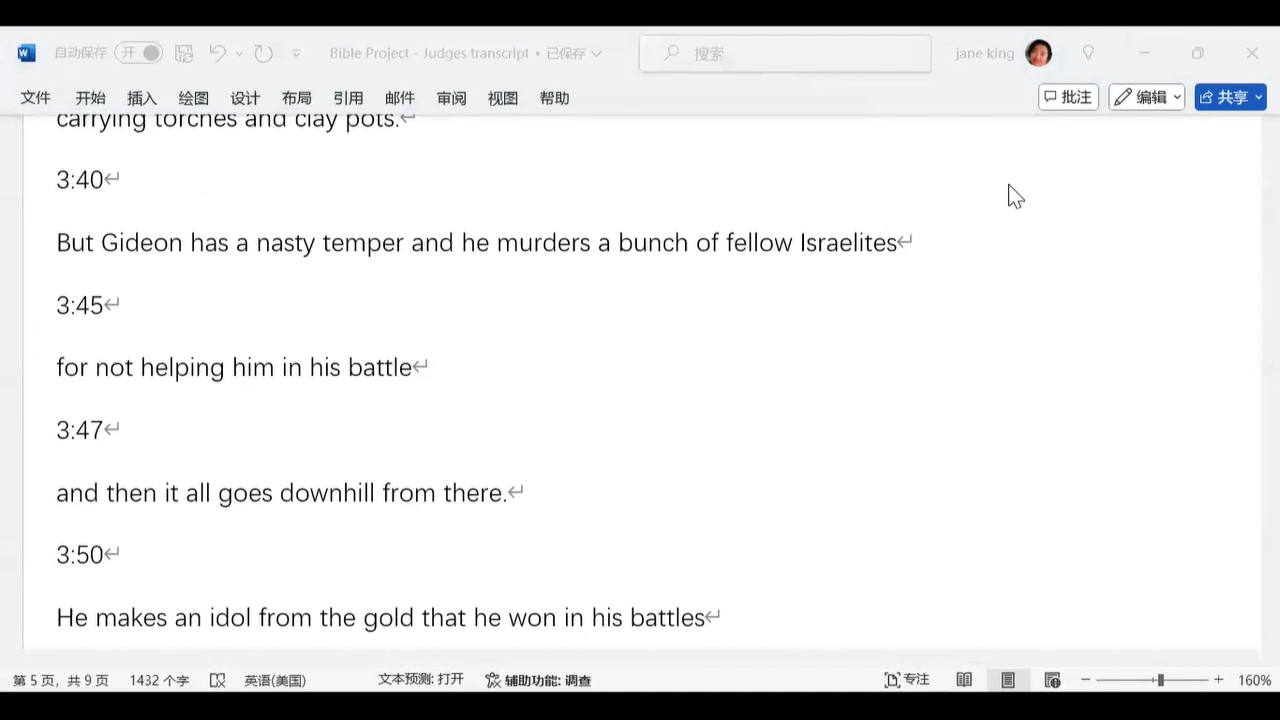 自动保存 开 Bible Project - Judges transcript • 已保存 搜索 jane king
文件 开始 插入 绘图 设计 布局 引用 邮件 审阅 视图 帮助 批注 编辑 共享
carrying torches and clay pots.↵
3:40↵
But Gideon has a nasty temper and he murders a bunch of fellow Israelites↵
3:45↵
for not helping him in his battle↵
3:47↵
and then it all goes downhill from there.↵
3:50↵
He makes an idol from the gold that he won in his battles↵
第 5 页，共 9 页 1432 个字 英语(美国) 文本预测: 打开 辅助功能: 调查 专注 160%